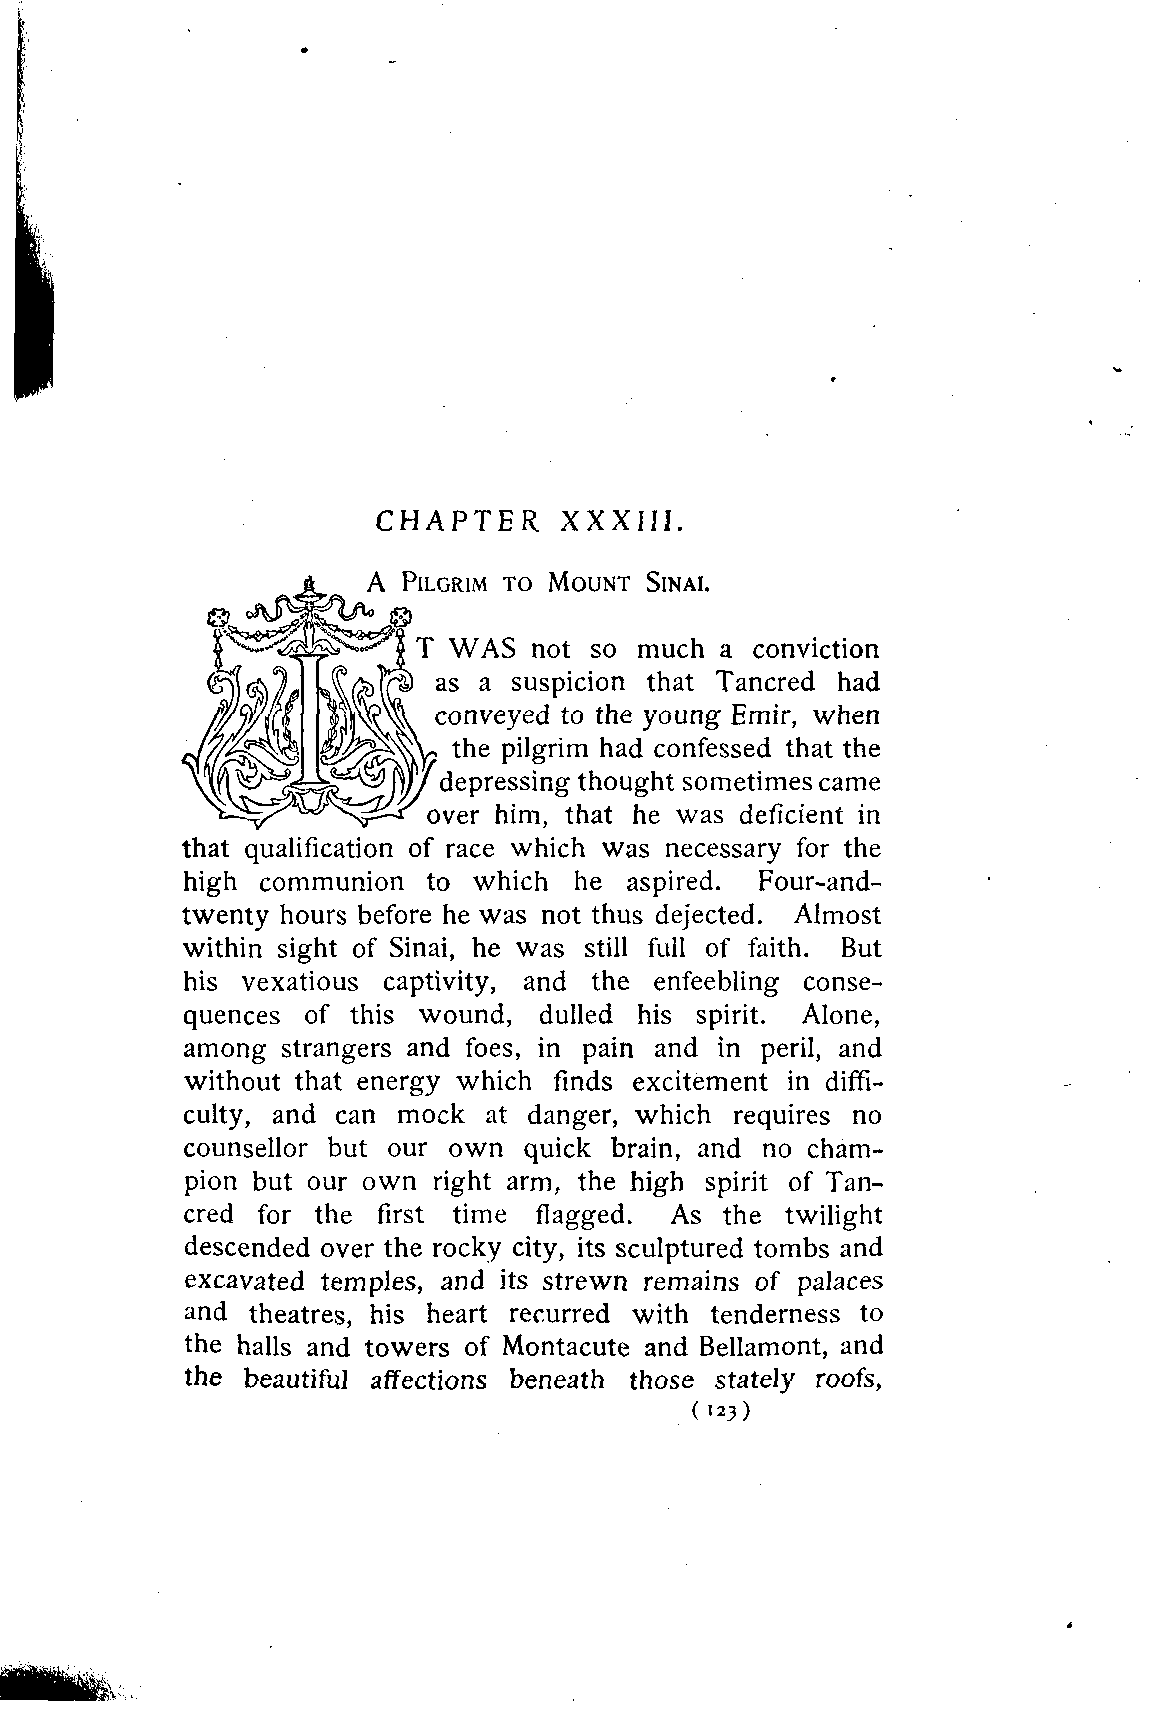 CHAPTER XXXIII.
A PILGRIM TO MOUNT SINAI.
IT WAS not so much a conviction
as a suspicion that Tancred had
conveyed to the young Emir, when
the pilgrim had confessed that the
depressing thought sometimes came
over him, that he was deficient in
that qualification of race which was necessary for the
high communion to which he aspired. Four-and-
twenty hours before he was not thus dejected. Almost
within sight of Sinai, he was still full of faith. But
his vexatious captivity, and the enfeebling conse-
quences of this wound, dulled his spirit. Alone,
among strangers and foes, in pain and in peril, and
without that energy which finds excitement in diffi-
culty, and can mock at danger, which requires no
counsellor but our own quick brain, and no cham-
pion but our own right arm, the high spirit of Tan-
cred for the first time flagged. As the twilight
descended over the rocky city, its sculptured tombs and
excavated temples, and its strewn remains of palaces
and theatres, his heart recurred with tenderness to
the halls and towers of Montacute and Bellamont, and
the beautiful affections beneath those stately roofs,
(123)